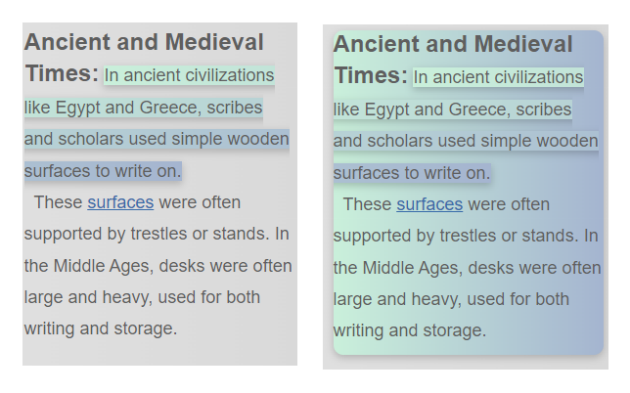 Ancient and Medieval
Times: In ancient civilizations
like Egypt and Greece, scribes
and scholars used simple wooden
surfaces to write on.
These surfaces were often
supported by trestles or stands. In
the Middle Ages, desks were often
large and heavy, used for both
writing and storage.
Ancient and Medieval
Times: In ancient civilizations
like Egypt and Greece, scribes
and scholars used simple wooden
surfaces to write on.
These surfaces were often
supported by trestles or stands. In
the Middle Ages, desks were often
large and heavy, used for both
writing and storage.